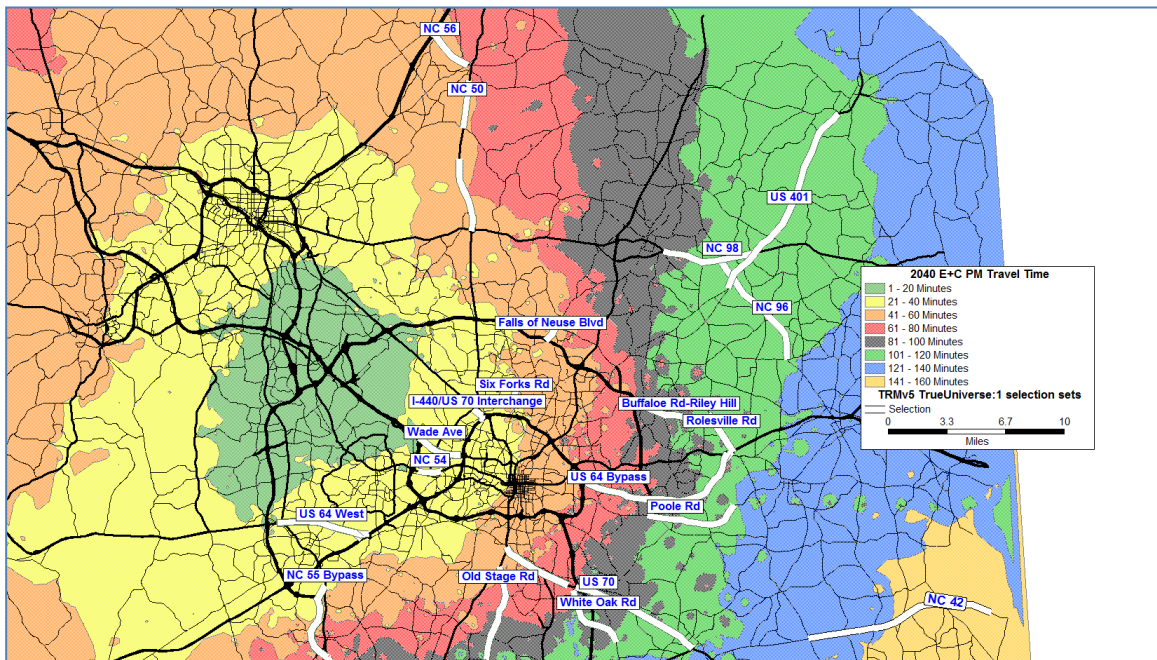 NC 56
NC 50
US 401
NC 98
NC 96
Falls of Neuse Blvd
Six Forks Rd
I-440/US 70 Interchange
Buffaloe Rd-Riley Hill
Rolesville Rd
Wade Ave
NC 54
US 64 Bypass
Poole Rd
US 64 West
NC 55 Bypass
Old Stage Rd
US 70
White Oak Rd
NC 42
2040 E+C PM Travel Time
1 - 20 Minutes
21 - 40 Minutes
41 - 60 Minutes
61 - 80 Minutes
81 - 100 Minutes
101 - 120 Minutes
121 - 140 Minutes
141 - 160 Minutes
TRMv5 TrueUniverse:1 selection sets
Selection
0 3.3 6.7 10
Miles